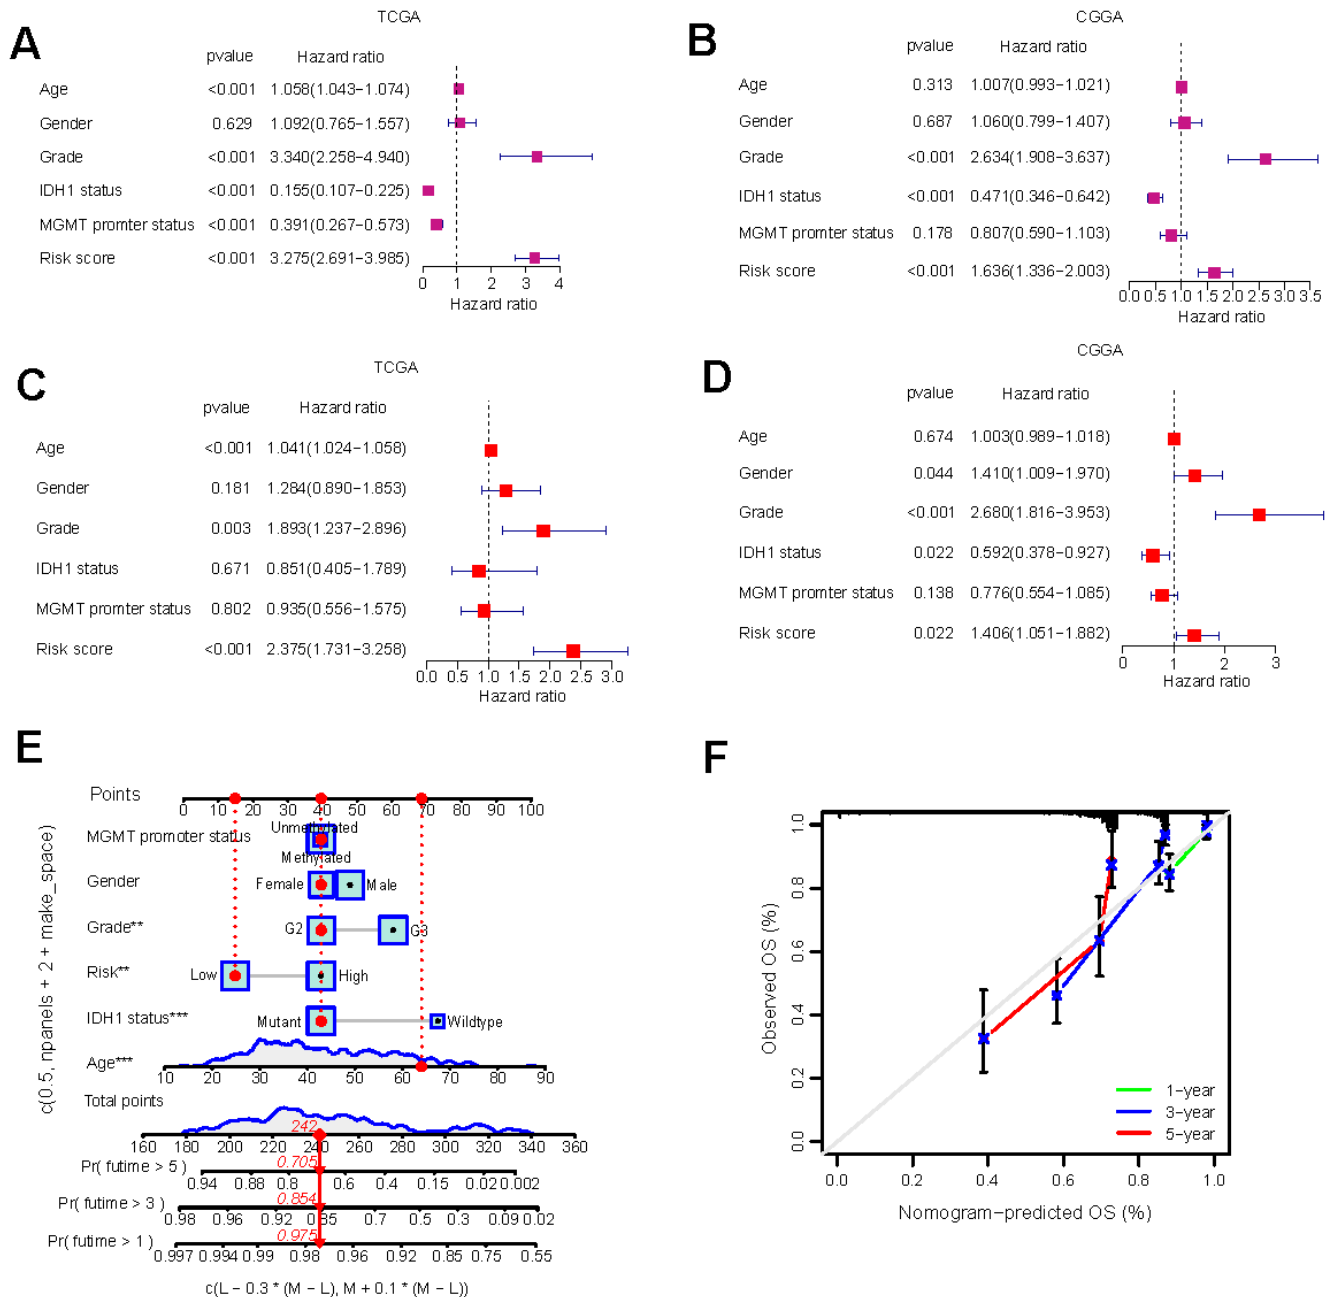 A
TCGA
pvalue Hazard ratio
Age <0.001 1.058(1.043−1.074)
Gender 0.629 1.092(0.765−1.557)
Grade <0.001 3.340(2.258−4.940)
IDH1 status <0.001 0.155(0.107−0.225)
MGMT promter status <0.001 0.391(0.267−0.573)
Risk score <0.001 3.275(2.691−3.985)
0 1 2 3 4
Hazard ratio
B
CGGA
pvalue Hazard ratio
Age 0.313 1.007(0.993−1.021)
Gender 0.687 1.060(0.799−1.407)
Grade <0.001 2.634(1.908−3.637)
IDH1 status <0.001 0.471(0.346−0.642)
MGMT promter status 0.178 0.807(0.590−1.103)
Risk score <0.001 1.636(1.336−2.003)
0.0 0.5 1.0 1.5 2.0 2.5 3.0 3.5
Hazard ratio
C
TCGA
pvalue Hazard ratio
Age <0.001 1.041(1.024−1.058)
Gender 0.181 1.284(0.890−1.853)
Grade 0.003 1.893(1.237−2.896)
IDH1 status 0.671 0.851(0.405−1.789)
MGMT promter status 0.802 0.935(0.556−1.575)
Risk score <0.001 2.375(1.731−3.258)
0.0 0.5 1.0 1.5 2.0 2.5 3.0
Hazard ratio
D
CGGA
pvalue Hazard ratio
Age 0.674 1.003(0.989−1.018)
Gender 0.044 1.410(1.009−1.970)
Grade <0.001 2.680(1.816−3.953)
IDH1 status 0.022 0.592(0.378−0.927)
MGMT promter status 0.138 0.776(0.554−1.085)
Risk score 0.022 1.406(1.051−1.882)
0 1 2 3
Hazard ratio
E
c(0.5, npanels + 2 + make_space)
Points
0 10 20 30 40 50 60 70 80 90 100
MGMT promoter status
Unmethylated
Methylated
Gender Female Male
Grade** G2 G3
Risk** Low High
IDH1 status*** Mutant Wildtype
Age***
10 20 30 40 50 60 70 80 90
Total points
242
160 180 200 220 240 260 280 300 320 340 360
Pr( futime > 5 ) 0.705
0.94 0.88 0.8 0.6 0.4 0.15 0.02 0.002
Pr( futime > 3 ) 0.854
0.98 0.96 0.92 0.85 0.7 0.5 0.3 0.09 0.02
Pr( futime > 1 ) 0.975
0.997 0.994 0.99 0.98 0.96 0.92 0.85 0.75 0.55
c(L − 0.3 * (M − L), M + 0.1 * (M − L))
F
Observed OS (%)
1.0
0.8
0.6
0.4
0.2
0.0
1−year
3−year
5−year
0.0 0.2 0.4 0.6 0.8 1.0
Nomogram−predicted OS (%)